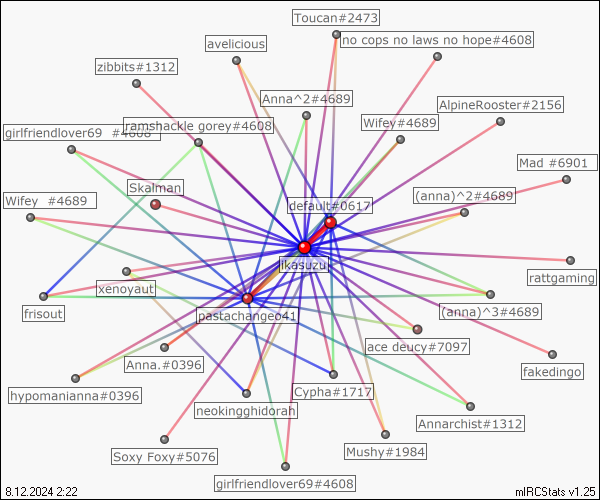 Toucan#2473
avelicious
no cops no laws no hope#4608
zibbits#1312
Anna^2#4689
AlpineRooster#2156
girlfriendlover69 #4608
ramshackle gorey#4608
Wifey#4689
Mad #6901
Skalman
(anna)^2#4689
Wifey #4689
default#0617
jikasuzu
rattgaming
xenoyaut
frisout
pastachangeo41
(anna)^3#4689
ace deucy#7097
Anna.#0396
fakedingo
hypomanianna#0396
Cypha#1717
neokingghidorah
Annarchist#1312
Soxy Foxy#5076
Mushy#1984
girlfriendlover69#4608
8.12.2024 2:22
mIRCStats v1.25